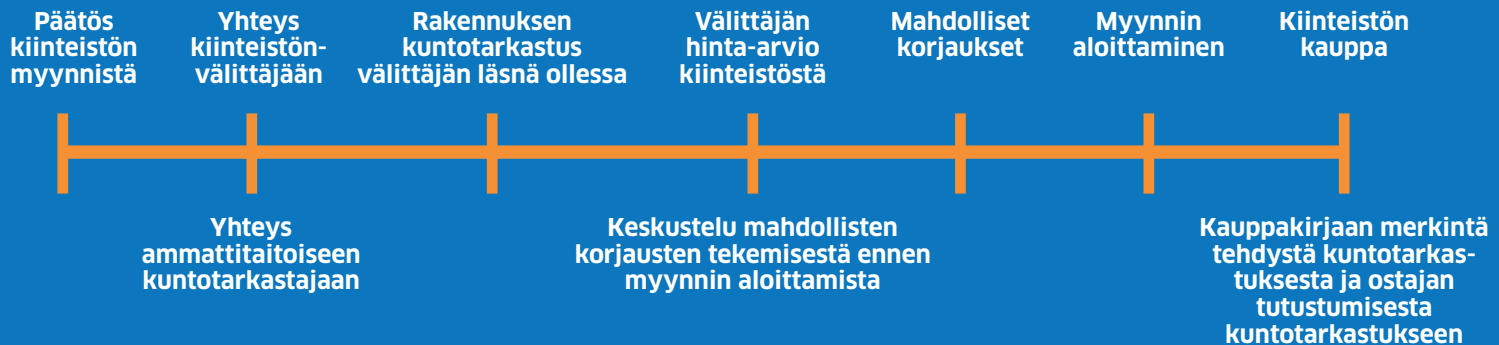 Päätös
kiinteistön
myynnistä
Yhteys
kiinteistön-
välittäjään
Rakennuksen
kuntotarkastus
välittäjän läsnä ollessa
Välittäjän
hinta-arvio
kiinteistöstä
Mahdolliset
korjaukset
Myynnin
aloittaminen
Kiinteistön
kauppa
Yhteys
ammattitaitoiseen
kuntotarkastajaan
Keskustelu mahdollisten
korjausten tekemisestä ennen
myynnin aloittamista
Kauppakirjaan merkintä
tehdystä kuntotarkas-
tuksesta ja ostajan
tutustumisesta
kuntotarkastukseen